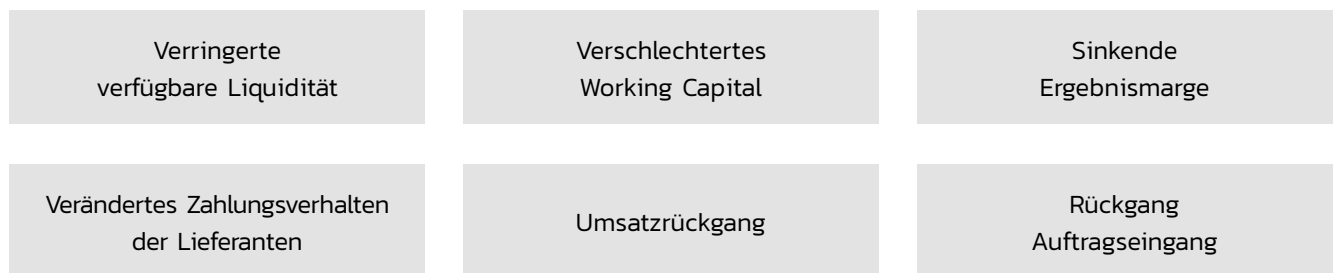 Verringerte
verfügbare Liquidität
Verschlechtertes
Working Capital
Sinkende
Ergebnismarge
Verändertes Zahlungsverhalten
der Lieferanten
Umsatzrückgang
Rückgang
Auftragseingang